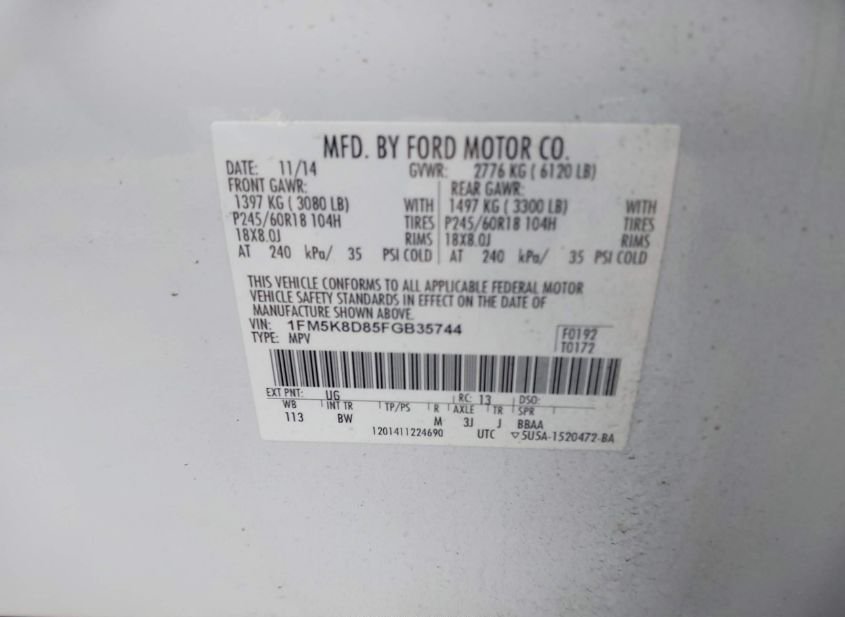 MFD. BY FORD MOTOR CO.
DATE: 11/14 GVWR: 2776 KG ( 6120 LB)
FRONT GAWR: REAR GAWR:
1397 KG ( 3080 LB) WITH 1497 KG ( 3300 LB) WITH
P245/60R18 104H TIRES P245/60R18 104H TIRES
18X8.0J RIMS 18X8.0J RIMS
AT 240 kPa/ 35 PSI COLD AT 240 kPa/ 35 PSI COLD
THIS VEHICLE CONFORMS TO ALL APPLICABLE FEDERAL MOTOR
VEHICLE SAFETY STANDARDS IN EFFECT ON THE DATE OF
MANUFACTURE SHOWN ABOVE.
VIN: 1FM5K8D85FGB35744 F0192
TYPE: MPV T0172
EXT PNT: UG RC: 13 DSO:
WB INT TR TP/PS R AXLE TR SPR
113 BW M 3J J BBAA
1201411224690 UTC ▽5U5A-1520472-BA